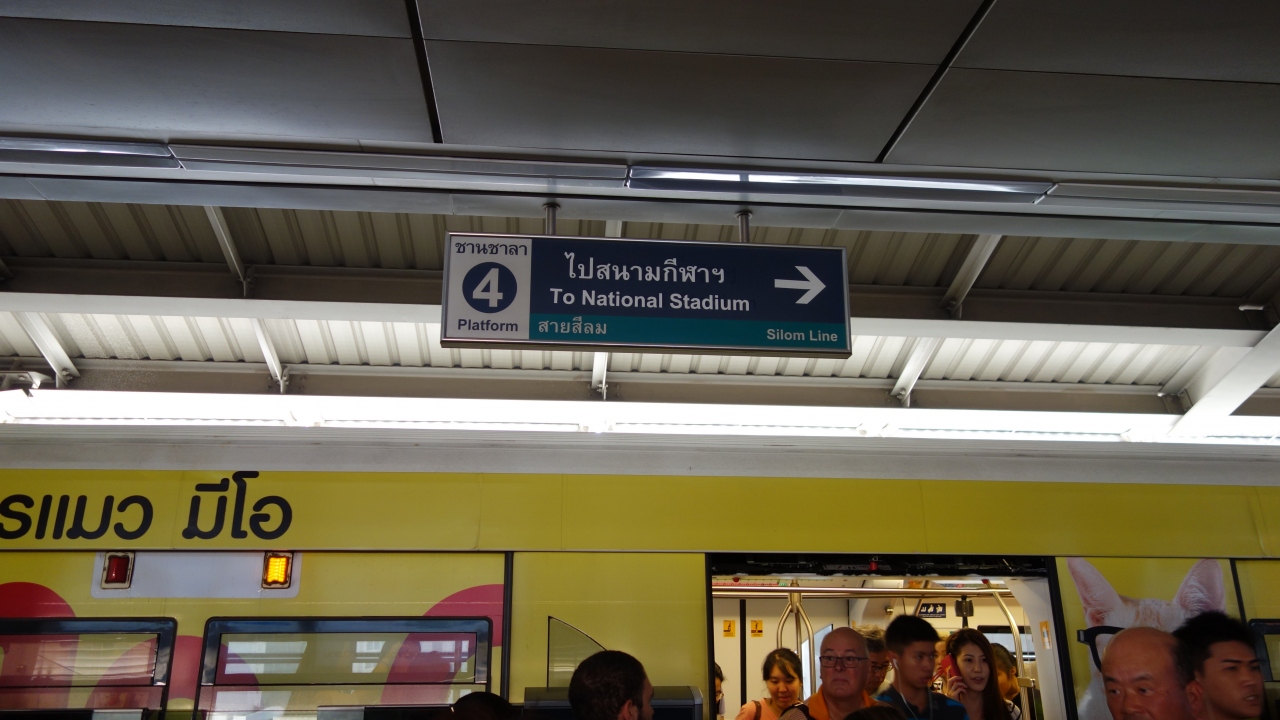 ชานชาลา
4
Platform
ไปสนามกีฬาฯ
To National Stadium
สายสีลม
Silom Line
รแมว มีโอ